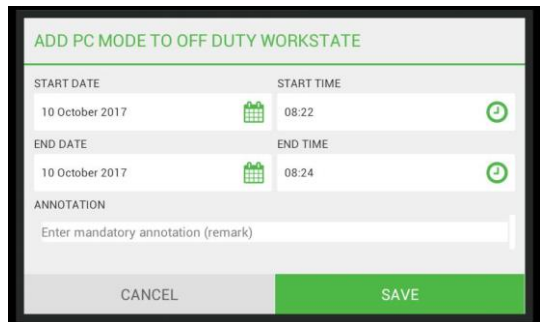 ADD PC MODE TO OFF DUTY WORKSTATE
START DATE START TIME
10 October 2017 08:22
END DATE END TIME
10 October 2017 08:24
ANNOTATION
Enter mandatory annotation (remark)
CANCEL SAVE